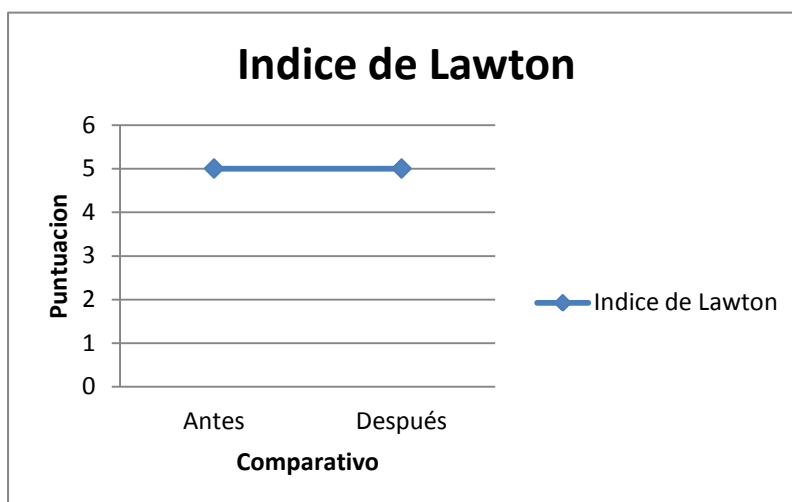 Indice de Lawton
6
5
4
3
2
1
0
Puntuacion
Antes
Después
Comparativo
Indice de Lawton